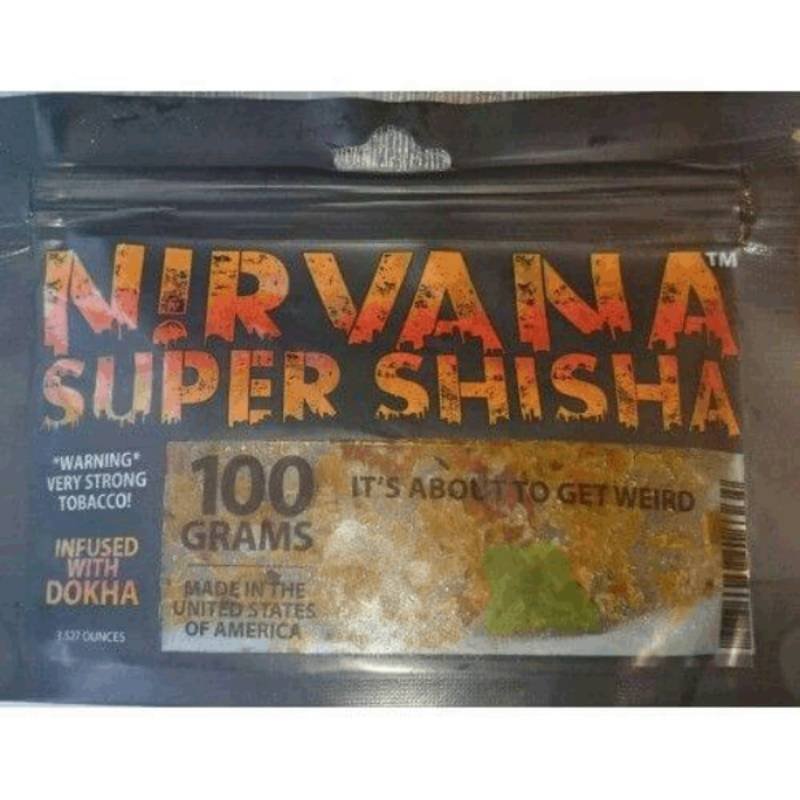 NIRVANA™
SUPER SHISHA
*WARNING*
VERY STRONG
TOBACCO!
INFUSED
WITH
DOKHA
3.527 OUNCES
100
GRAMS
MADE IN THE
UNITED STATES
OF AMERICA
IT'S ABOUT TO GET WEIRD